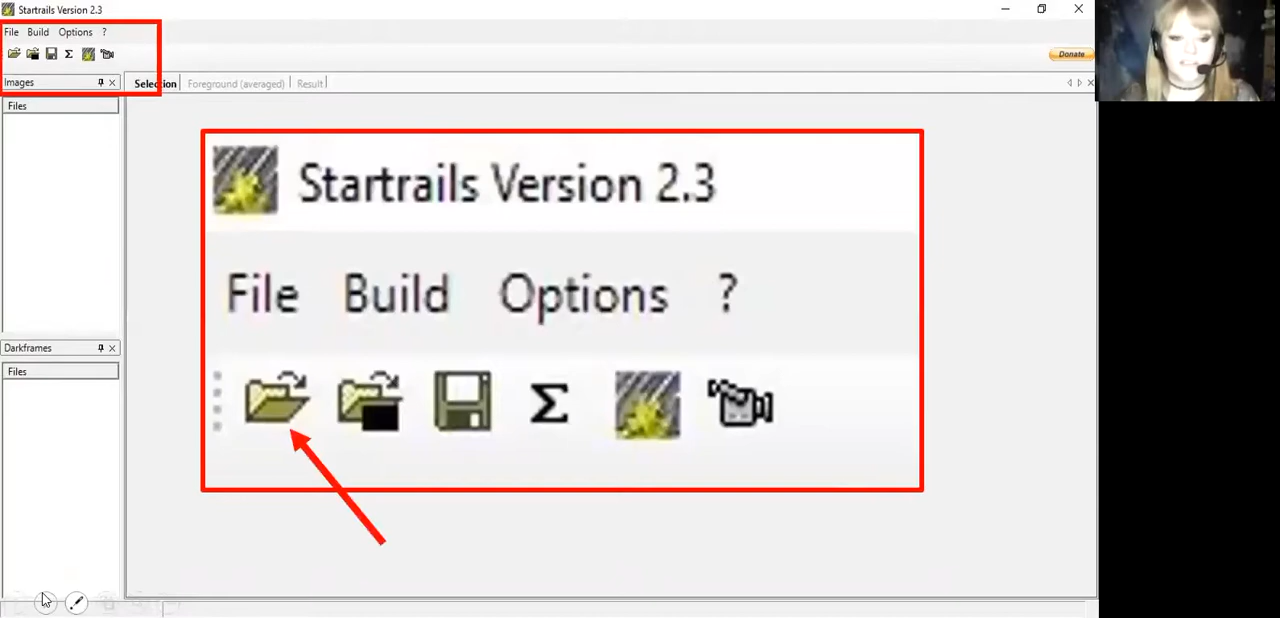 Startrails Version 2.3
File Build Options ?
Σ
Donate
Images
Selection Foreground (averaged) Result
Files
Startrails Version 2.3
File Build Options ?
Σ
Darkframes
Files